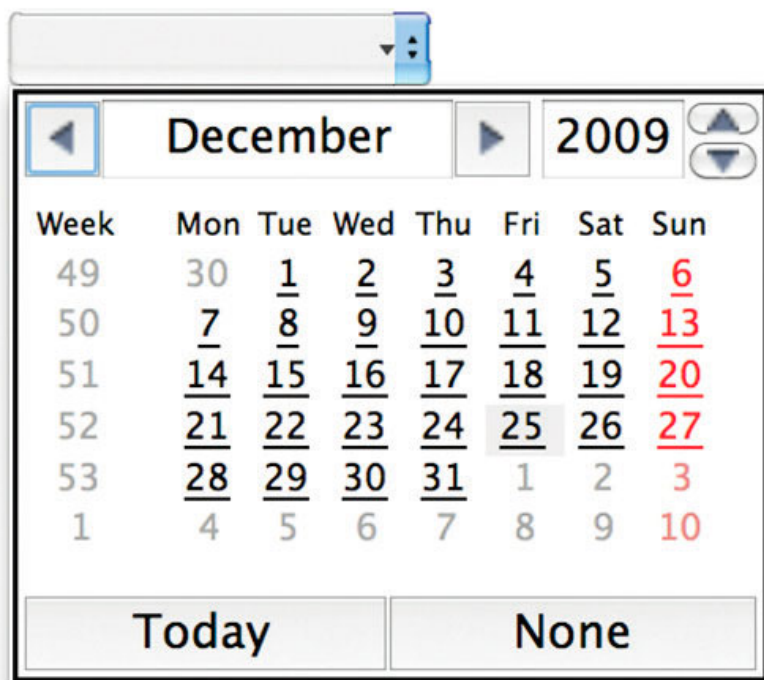 December 2009
Week Mon Tue Wed Thu Fri Sat Sun
49 30 1 2 3 4 5 6
50 7 8 9 10 11 12 13
51 14 15 16 17 18 19 20
52 21 22 23 24 25 26 27
53 28 29 30 31 1 2 3
1 4 5 6 7 8 9 10
Today None